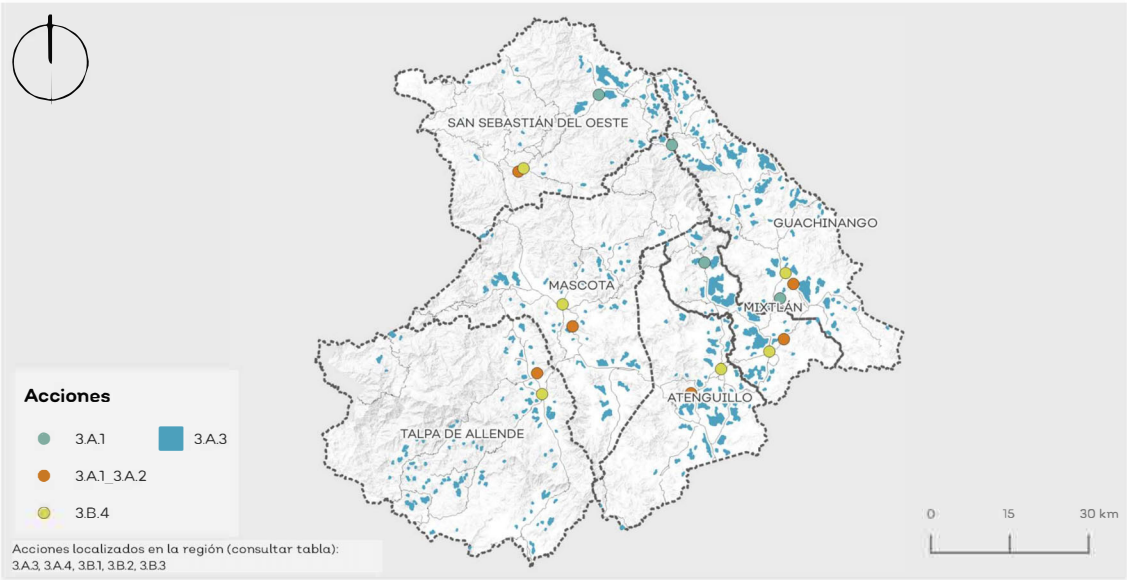 SAN SEBASTIÁN DEL OESTE
GUACHINANGO
MASCOTA
MIXTLÁN
ATENGUILLO
TALPA DE ALLENDE
Acciones
3.A.1
3.A.3
3.A.1_3.A.2
3.B.4
Acciones localizados en la región (consultar tabla):
3.A.3, 3.A.4, 3.B.1, 3.B.2, 3.B.3
0 15 30 km